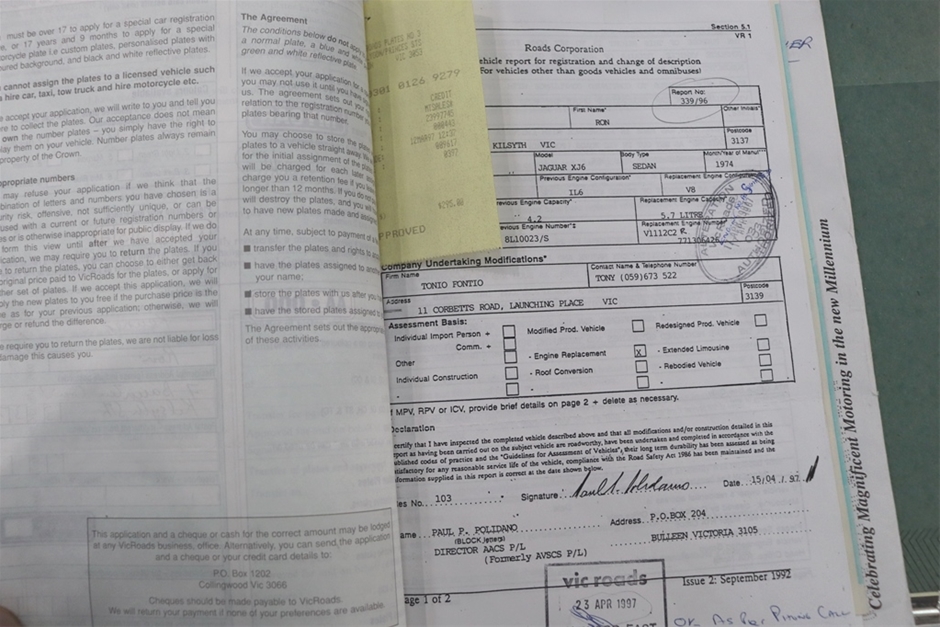 must be over 17 to apply for a special car registration
or 17 years and 9 months to apply for a special
plate i.e custom plates, personalised with
background, and black and white reflective plates.
cannot assign the plates to a licensed vehicle such
hire car, taxi, tow truck and hire motorcycle etc.
accept your application, we will write to you and tell you
to collect the plates. Our acceptance does not mean
own the number plates – you simply have the right to
them on your vehicle. Number plates always remain
property of the Crown.
numbers
may refuse your application if we think that the
combination of letters and numbers you have chosen is a
risk, offensive, not sufficiently unique, or can be
with a current or future registration or
or is otherwise inappropriate for public display. If we do
form this view until after we have accepted your
we may require you to return the plates. If you
to return the plates, you can choose to either get back
original price paid to VicRoads for the plates, or apply for
set of plates. If we accept this application, we will
the new plates to you free if the purchase price is the
as for your previous application; otherwise, we will
or refund the difference.
require you to return the plates, we are not liable for loss
damage this causes you.
The Agreement
The conditions below do not
a normal plate, a blue and
green and white reflective plate
If we accept your application
you may not use it until you
us. The agreement sets out
relation to the registration
plates bearing that number.
You may choose to store the
plates to a vehicle straight away
for the initial assignment of
will be charged for each later
charge you a retention fee if you
longer than 12 months. If you do
will destroy the plates, and you
to have new plates made and
At any time, subject to payment of
■ transfer the plates and rights to
■ have the plates assigned to
your name;
■ store the plates with us after you
■ have the stored plates assigned
The Agreement sets out the appropriate
of these activities.
This application and a cheque or cash for the correct amount may be lodged
at any VicRoads business office. Alternatively, you can send the application
and a cheque or your credit card details to:
P.O. Box 1202
Collingwood Vic 3066
Cheques should be made payable to VicRoads.
We will return your payment if none of your preferences are available.
VIC 3053
0126 9279
CREDIT
$295.00
APPROVED
Section 5.1
VR 1
Roads Corporation
vehicle report for registration and change of description
For vehicles other than goods vehicles and omnibuses)
Report No:
339/96
First Name*
RON
Other Initials*
KILSYTH VIC
Postcode
3137
Model
JAGUAR XJ6
Body Type
SEDAN
Month/Year of Manuf
1974
Previous Engine Configuration*
IL6
Replacement Engine Configuration*
V8
Previous Engine Capacity*
4.2
Replacement Engine Capacity*
5.7 LITRE
Previous Engine Number*s
8L10023/S
Replacement Engine
V1112C2 R
Company Undertaking Modifications*
Firm Name
TONIO FONTIO
Contact Name & Telephone Number
TONY (059)673 522
Address
11 CORBETTS ROAD, LAUNCHING PLACE VIC
Postcode
3139
Assessment Basis:
Individual Import Person +
Comm. +
Other
Individual Construction
Modified Prod. Vehicle
- Engine Replacement
- Roof Conversion
X
Redesigned Prod. Vehicle
- Extended Limousine
- Rebodied Vehicle
MPV, RPV or ICV, provide brief details on page 2 + delete as necessary.
Declaration
certify that I have inspected the completed vehicle described above and that all modifications and/or construction detailed in this
report as having been carried out on the subject vehicle are roadworthy, have been undertaken and completed in accordance with the
published codes of practice and the "Guidelines for Assessment of Vehicles"; their long term durability has been assessed as being
satisfactory for any reasonable service life of the vehicle, compliance with the Road Safety Act 1986 has been maintained and the
information supplied in this report is correct at the date shown below.
No. 103 Signature: Paul P. Polidano Date 15/04/97
PAUL P. POLIDANO Address P.O.BOX 204
(BLOCK letters)
DIRECTOR AACS P/L BULLEEN VICTORIA 3105
(Formerly AVSCS P/L)
Page 1 of 2
vic roads
23 APR 1997
Issue 2: September 1992
OK As Per
Celebrating Magnificent Motoring in the new Millennium